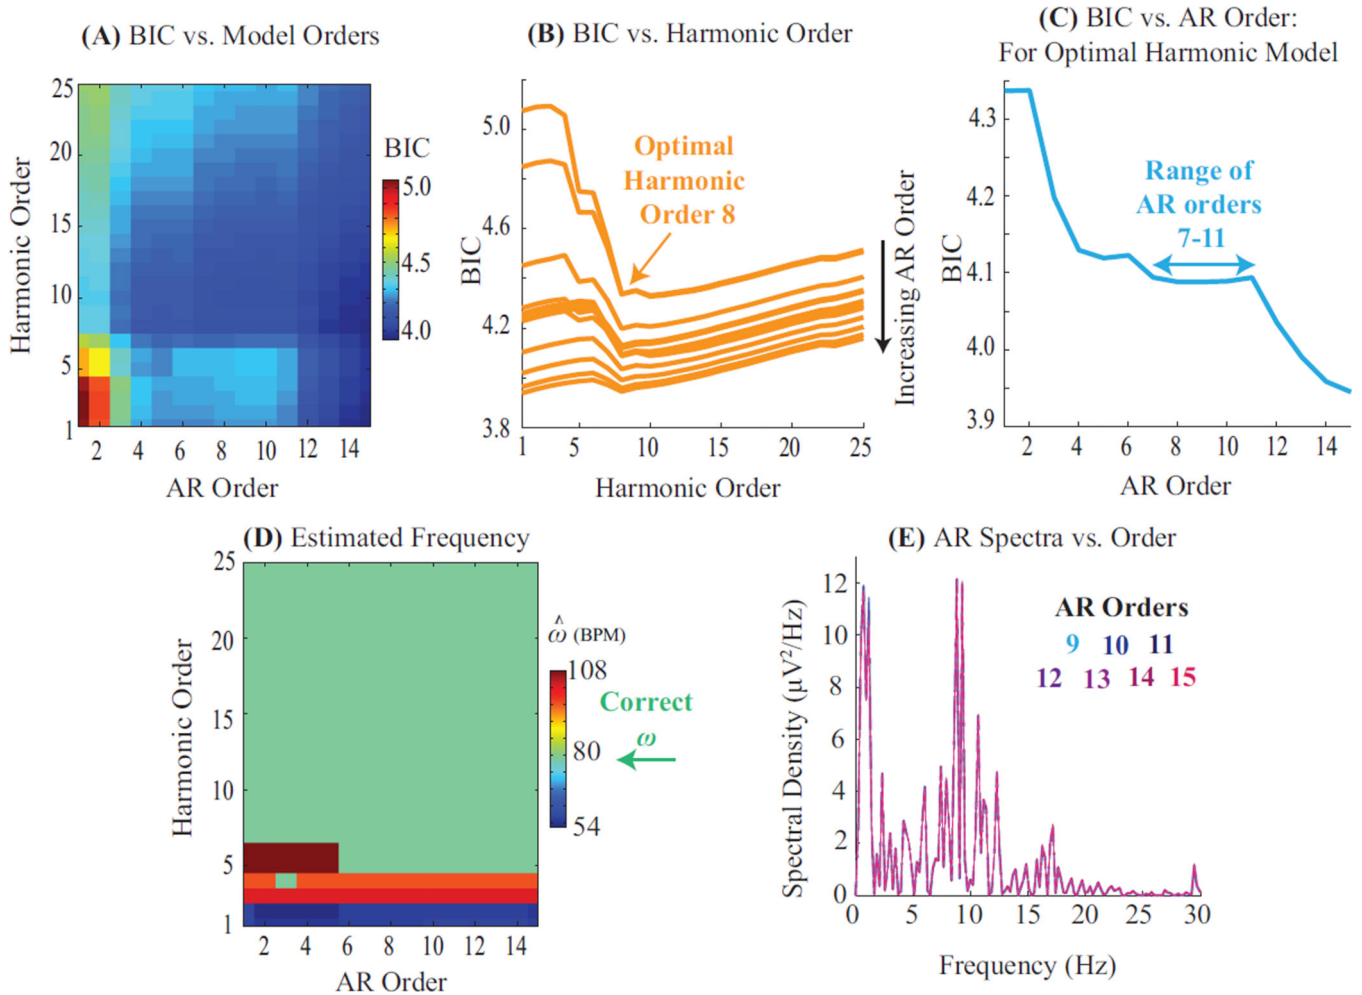 (A) BIC vs. Model Orders
Harmonic Order
25
20
15
10
5
1
2 4 6 8 10 12 14
AR Order
BIC
5.0
4.5
4.0
(B) BIC vs. Harmonic Order
BIC
5.0
4.6
4.2
3.8
1 5 10 15 20 25
Harmonic Order
Optimal
Harmonic
Order 8
Increasing AR Order
(C) BIC vs. AR Order:
For Optimal Harmonic Model
BIC
4.3
4.2
4.1
4.0
3.9
2 4 6 8 10 12 14
AR Order
Range of
AR orders
7-11
(D) Estimated Frequency
Harmonic Order
25
20
15
10
5
1
2 4 6 8 10 12 14
AR Order
ω̂ (BPM)
108
80
54
Correct
ω
(E) AR Spectra vs. Order
Spectral Density (μV²/Hz)
12
10
8
6
4
2
0
0 5 10 15 20 25 30
Frequency (Hz)
AR Orders
9 10 11
12 13 14 15